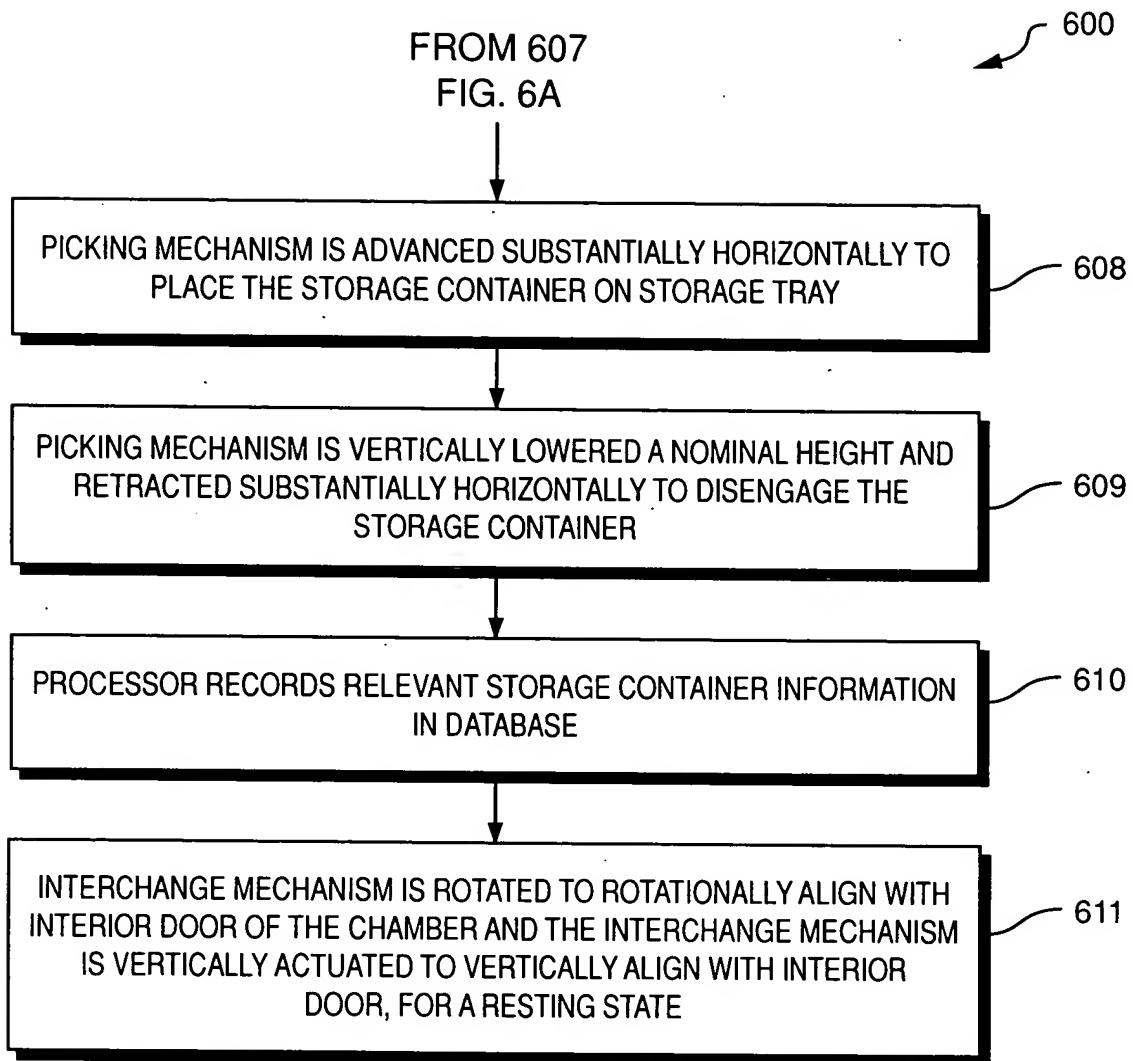 600
FROM 607
FIG. 6A
PICKING MECHANISM IS ADVANCED SUBSTANTIALLY HORIZONTALLY TO
PLACE THE STORAGE CONTAINER ON STORAGE TRAY
608
PICKING MECHANISM IS VERTICALLY LOWERED A NOMINAL HEIGHT AND
RETRACTED SUBSTANTIALLY HORIZONTALLY TO DISENGAGE THE
STORAGE CONTAINER
609
PROCESSOR RECORDS RELEVANT STORAGE CONTAINER INFORMATION
IN DATABASE
610
INTERCHANGE MECHANISM IS ROTATED TO ROTATIONALLY ALIGN WITH
INTERIOR DOOR OF THE CHAMBER AND THE INTERCHANGE MECHANISM
IS VERTICALLY ACTUATED TO VERTICALLY ALIGN WITH INTERIOR
DOOR, FOR A RESTING STATE
611